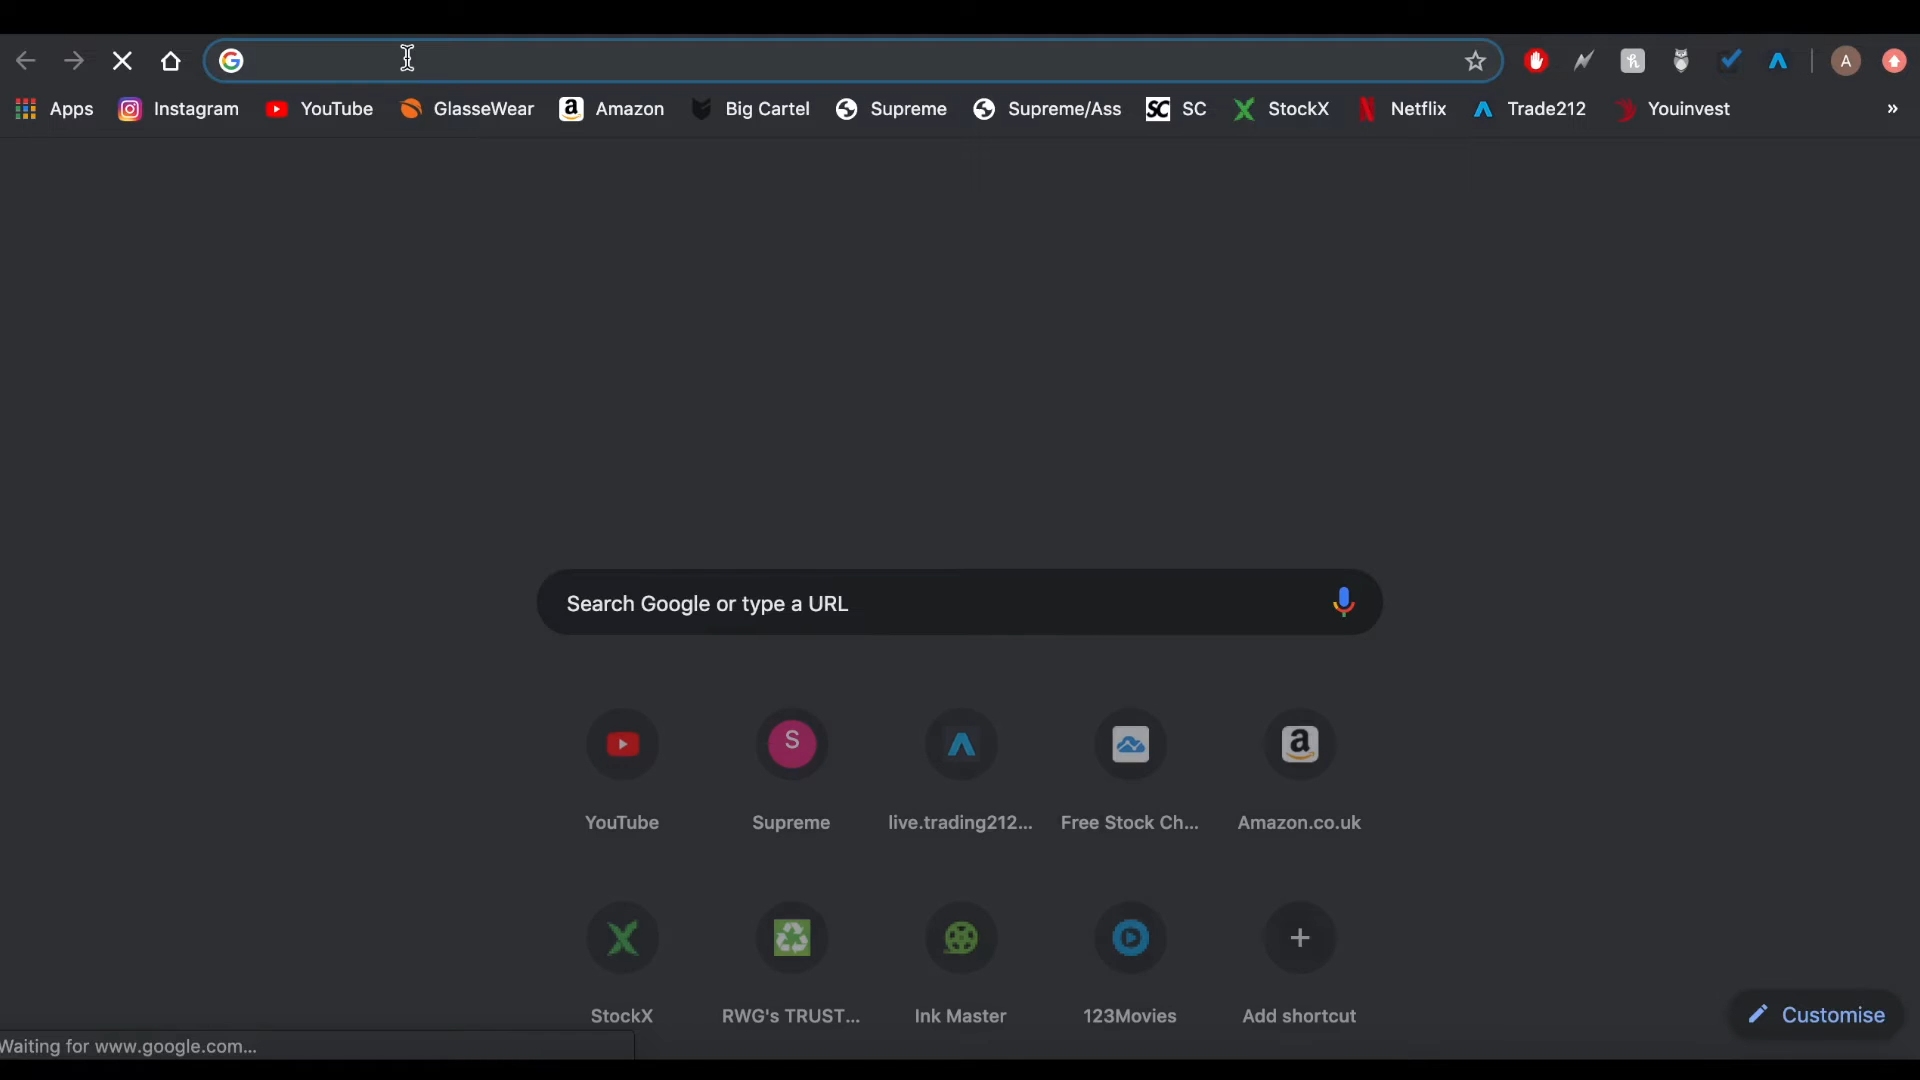 Apps Instagram YouTube GlasseWear Amazon Big Cartel Supreme Supreme/Ass SC SC StockX Netflix Trade212 Youinvest »
A
Search Google or type a URL
S
YouTube Supreme live.trading212... Free Stock Ch... Amazon.co.uk
StockX RWG's TRUST... Ink Master 123Movies Add shortcut
Customise
Waiting for www.google.com...